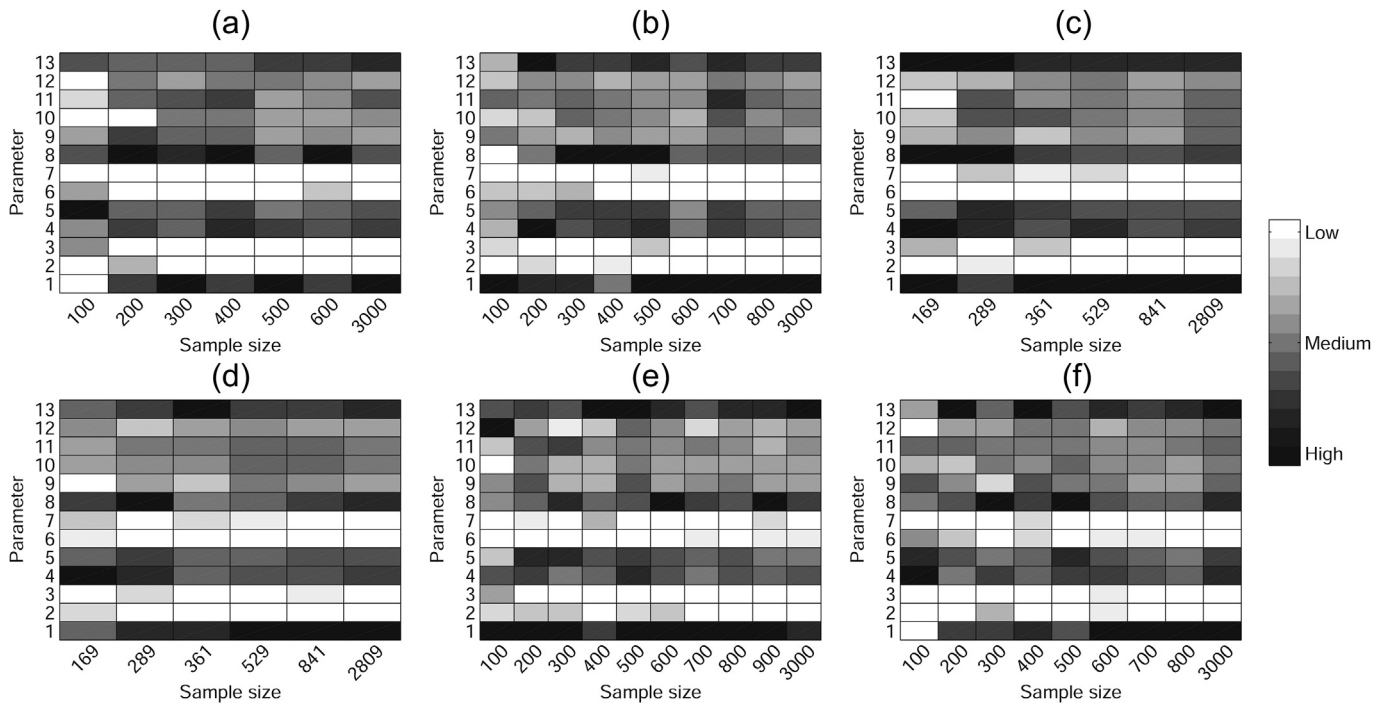 (a)
Parameter
13
12
11
10
9
8
7
6
5
4
3
2
1
100 200 300 400 500 600 3000
Sample size
(b)
Parameter
13
12
11
10
9
8
7
6
5
4
3
2
1
100 200 300 400 500 600 700 800 3000
Sample size
(c)
Parameter
13
12
11
10
9
8
7
6
5
4
3
2
1
169 289 361 529 841 2809
Sample size
Low
Medium
High
(d)
Parameter
13
12
11
10
9
8
7
6
5
4
3
2
1
169 289 361 529 841 2809
Sample size
(e)
Parameter
13
12
11
10
9
8
7
6
5
4
3
2
1
100 200 300 400 500 600 700 800 900 3000
Sample size
(f)
Parameter
13
12
11
10
9
8
7
6
5
4
3
2
1
100 200 300 400 500 600 700 800 3000
Sample size